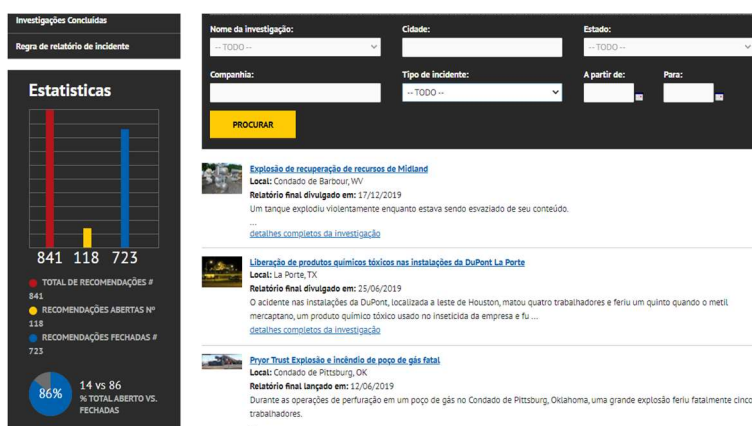 Investigações Concluídas
Regra de relatório de incidente
Estatisticas
841 118 723
TOTAL DE RECOMENDAÇÕES #
841
RECOMENDAÇÕES ABERTAS Nº
118
RECOMENDAÇÕES FECHADAS #
723
86%
14 vs 86
% TOTAL ABERTO VS.
FECHADAS
Nome da investigação: Cidade: Estado:
-- TODO -- -- TODO --
Companhia: Tipo de incidente: A partir de: Para:
-- TODO --
PROCURAR
Explosão de recuperação de recursos de Midland
Local: Condado de Barbour, WV
Relatório final divulgado em: 17/12/2019
Um tanque explodiu violentamente enquanto estava sendo esvaziado de seu conteúdo.
...
detalhes completos da investigação
Liberação de produtos químicos tóxicos nas instalações da DuPont La Porte
Local: La Porte, TX
Relatório final divulgado em: 25/06/2019
O acidente nas instalações da DuPont, localizada a leste de Houston, matou quatro trabalhadores e feriu um quinto quando o metil
mercaptano, um produto químico tóxico usado no inseticida da empresa e fu ...
detalhes completos da investigação
Pryor Trust Explosão e incêndio de poço de gás fatal
Local: Condado de Pittsburg, OK
Relatório final lançado em: 12/06/2019
Durante as operações de perfuração em um poço de gás no Condado de Pittsburg, Oklahoma, uma grande explosão feriu fatalmente cinco
trabalhadores.